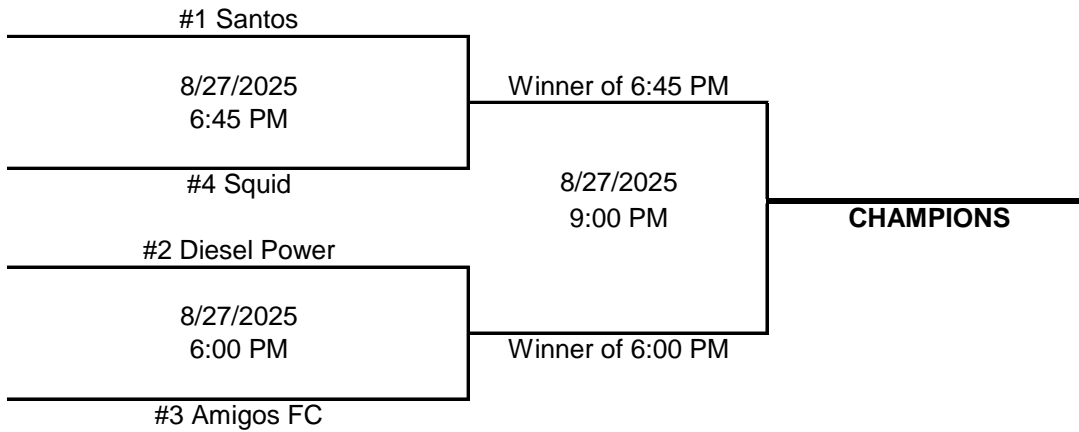 #1 Santos
8/27/2025
6:45 PM
Winner of 6:45 PM
#4 Squid
8/27/2025
9:00 PM
CHAMPIONS
#2 Diesel Power
8/27/2025
6:00 PM
Winner of 6:00 PM
#3 Amigos FC